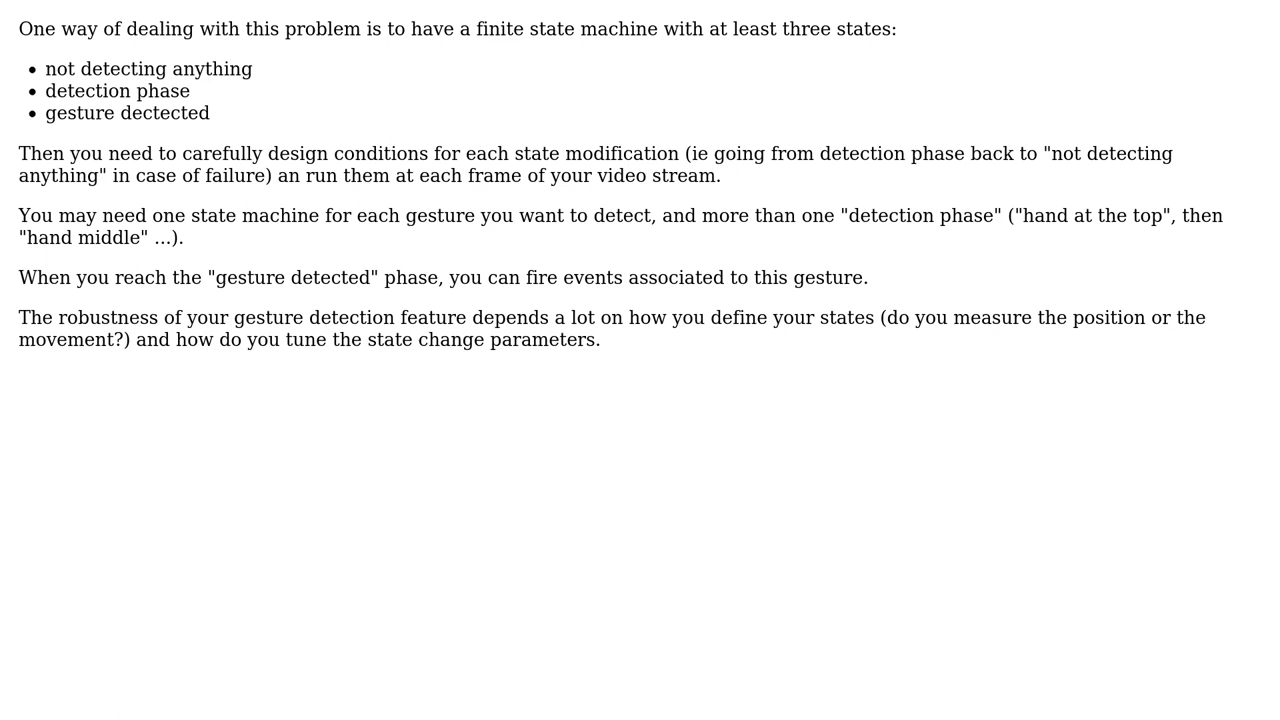 One way of dealing with this problem is to have a finite state machine with at least three states:
• not detecting anything
• detection phase
• gesture dectected
Then you need to carefully design conditions for each state modification (ie going from detection phase back to "not detecting
anything" in case of failure) an run them at each frame of your video stream.
You may need one state machine for each gesture you want to detect, and more than one "detection phase" ("hand at the top", then
"hand middle" ...).
When you reach the "gesture detected" phase, you can fire events associated to this gesture.
The robustness of your gesture detection feature depends a lot on how you define your states (do you measure the position or the
movement?) and how do you tune the state change parameters.